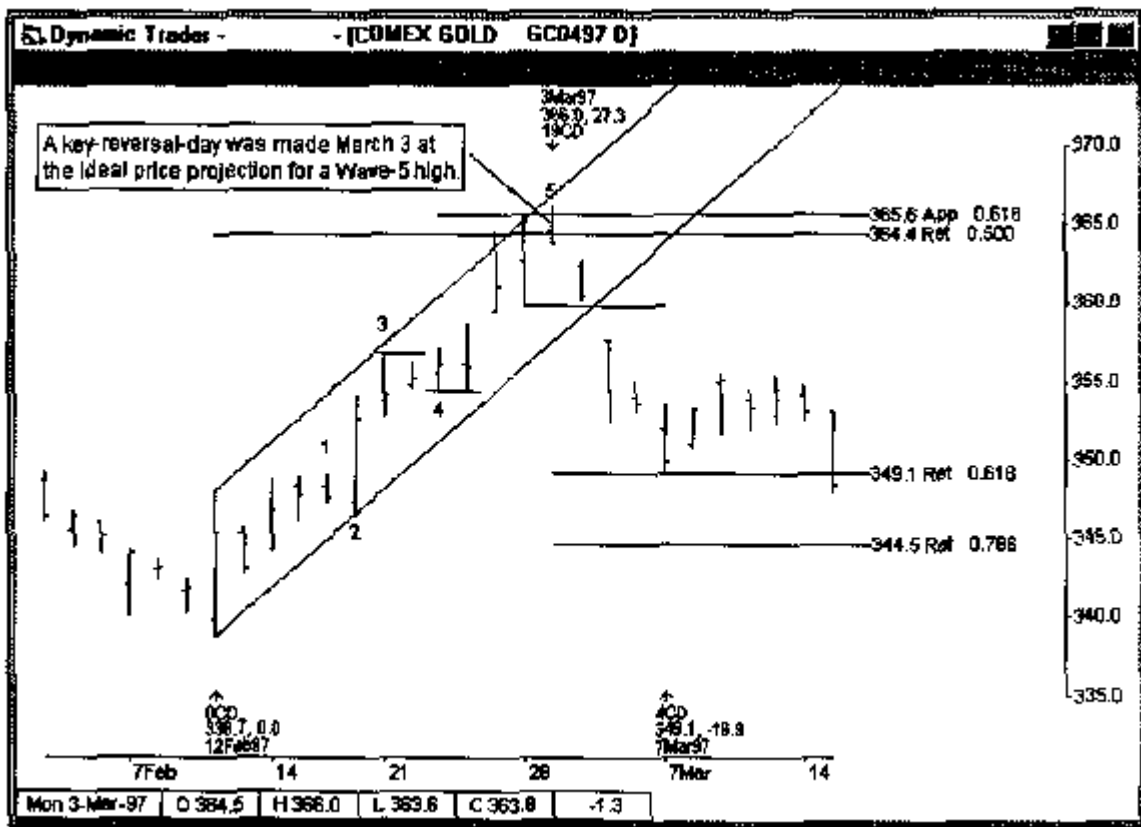 Dynamic Trader - - [COMEX GOLD GC0497 D]
3Mar97
366.0, 27.3
19CD
A key-reversal-day was made March 3 at
the ideal price projection for a Wave-5 high.
970.0
5
365.6 App 0.618
364.4 Ret 0.500
365.0
360.0
3
355.0
4
1
350.0
349.1 Ret 0.618
2
345.0
344.5 Ret 0.786
340.0
335.0
0CD
338.7, 0.0
12Feb97
4CD
349.1, -16.9
7Mar97
7Feb 14 21 28 7Mar 14
Mon 3-Mar-97 O 364.5 H 366.0 L 363.6 C 363.8 -1.3